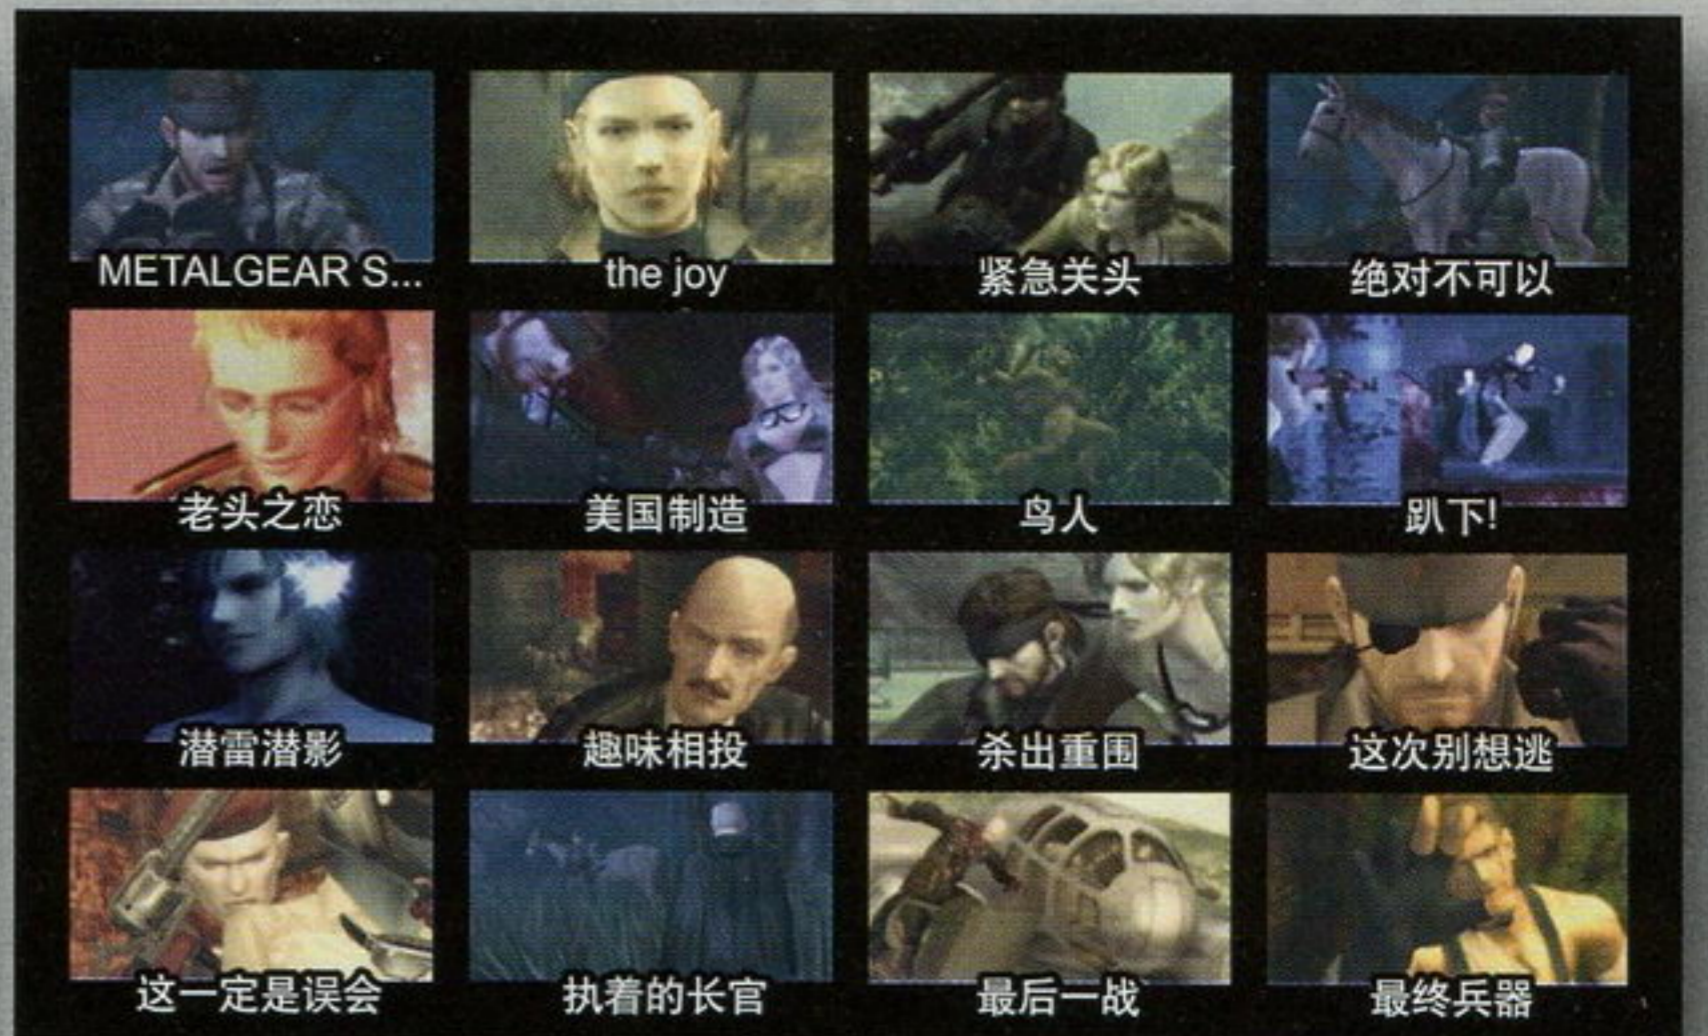 METALGEAR S...
the joy
紧急关头
绝对不可以
老头之恋
美国制造
鸟人
趴下!
潜雷潜影
趣味相投
杀出重围
这次别想逃
这一定是误会
执着的长官
最后一战
最终兵器